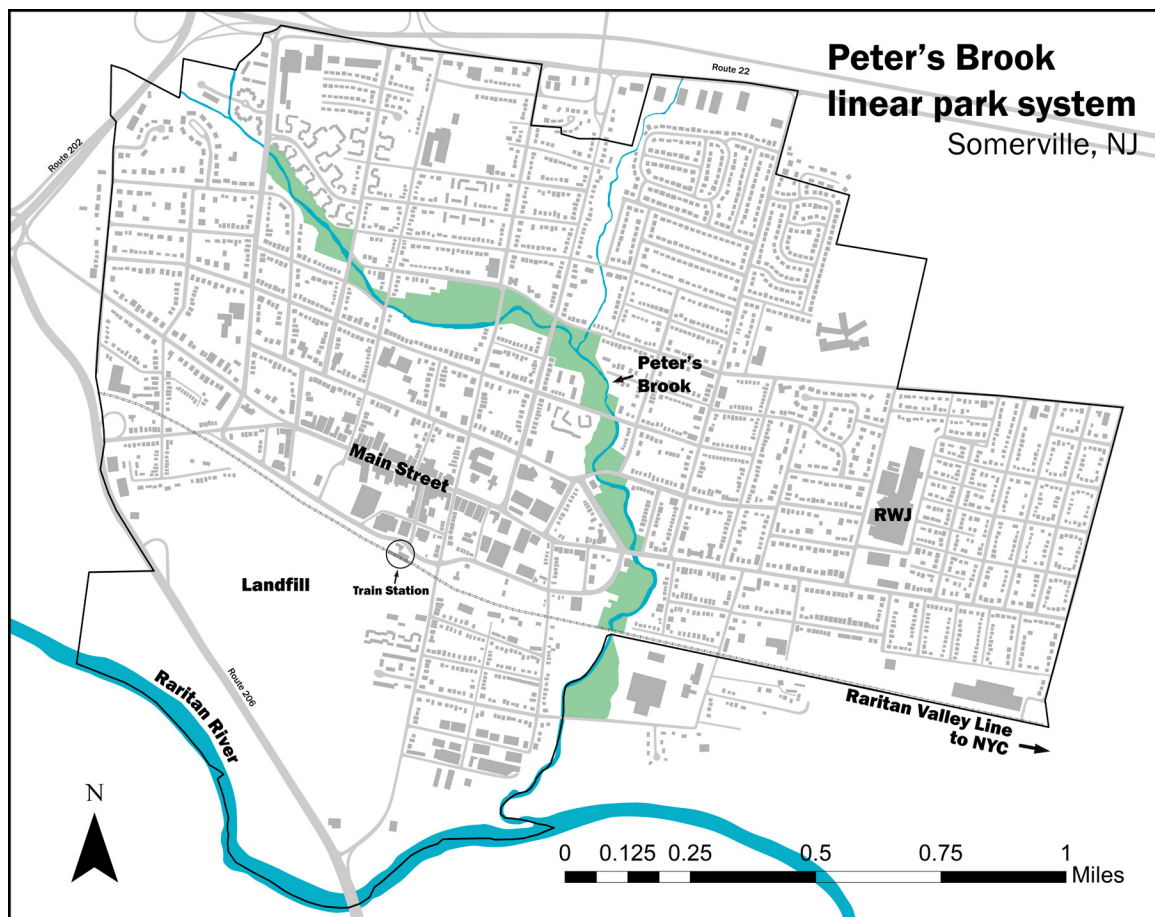 Peter's Brook
linear park system
Somerville, NJ
Route 22
Route 202
Peter's
Brook
Main Street
RWJ
Landfill
Train Station
Route 206
Raritan River
Raritan Valley Line
to NYC
N
0 0.125 0.25 0.5 0.75 1
Miles